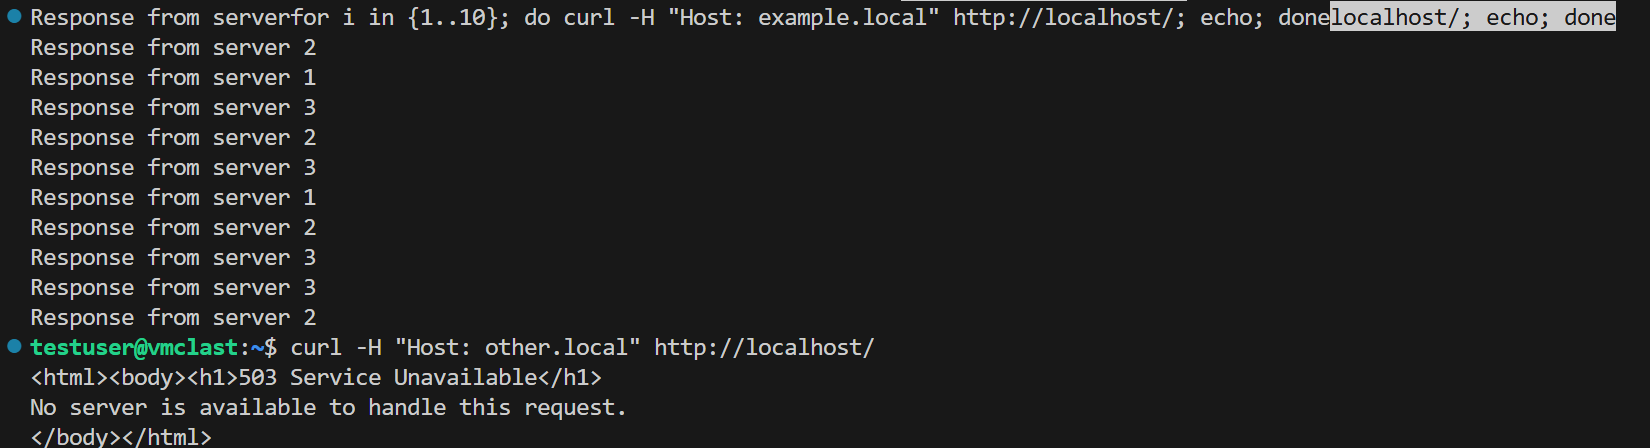 Response from serverfor i in {1..10}; do curl -H "Host: example.local" http://localhost/; echo; donelocalhost/; echo; done
Response from server 2
Response from server 1
Response from server 3
Response from server 2
Response from server 3
Response from server 1
Response from server 2
Response from server 3
Response from server 3
Response from server 2
testuser@vmclast:~$ curl -H "Host: other.local" http://localhost/
<html><body><h1>503 Service Unavailable</h1>
No server is available to handle this request.
</body></html>